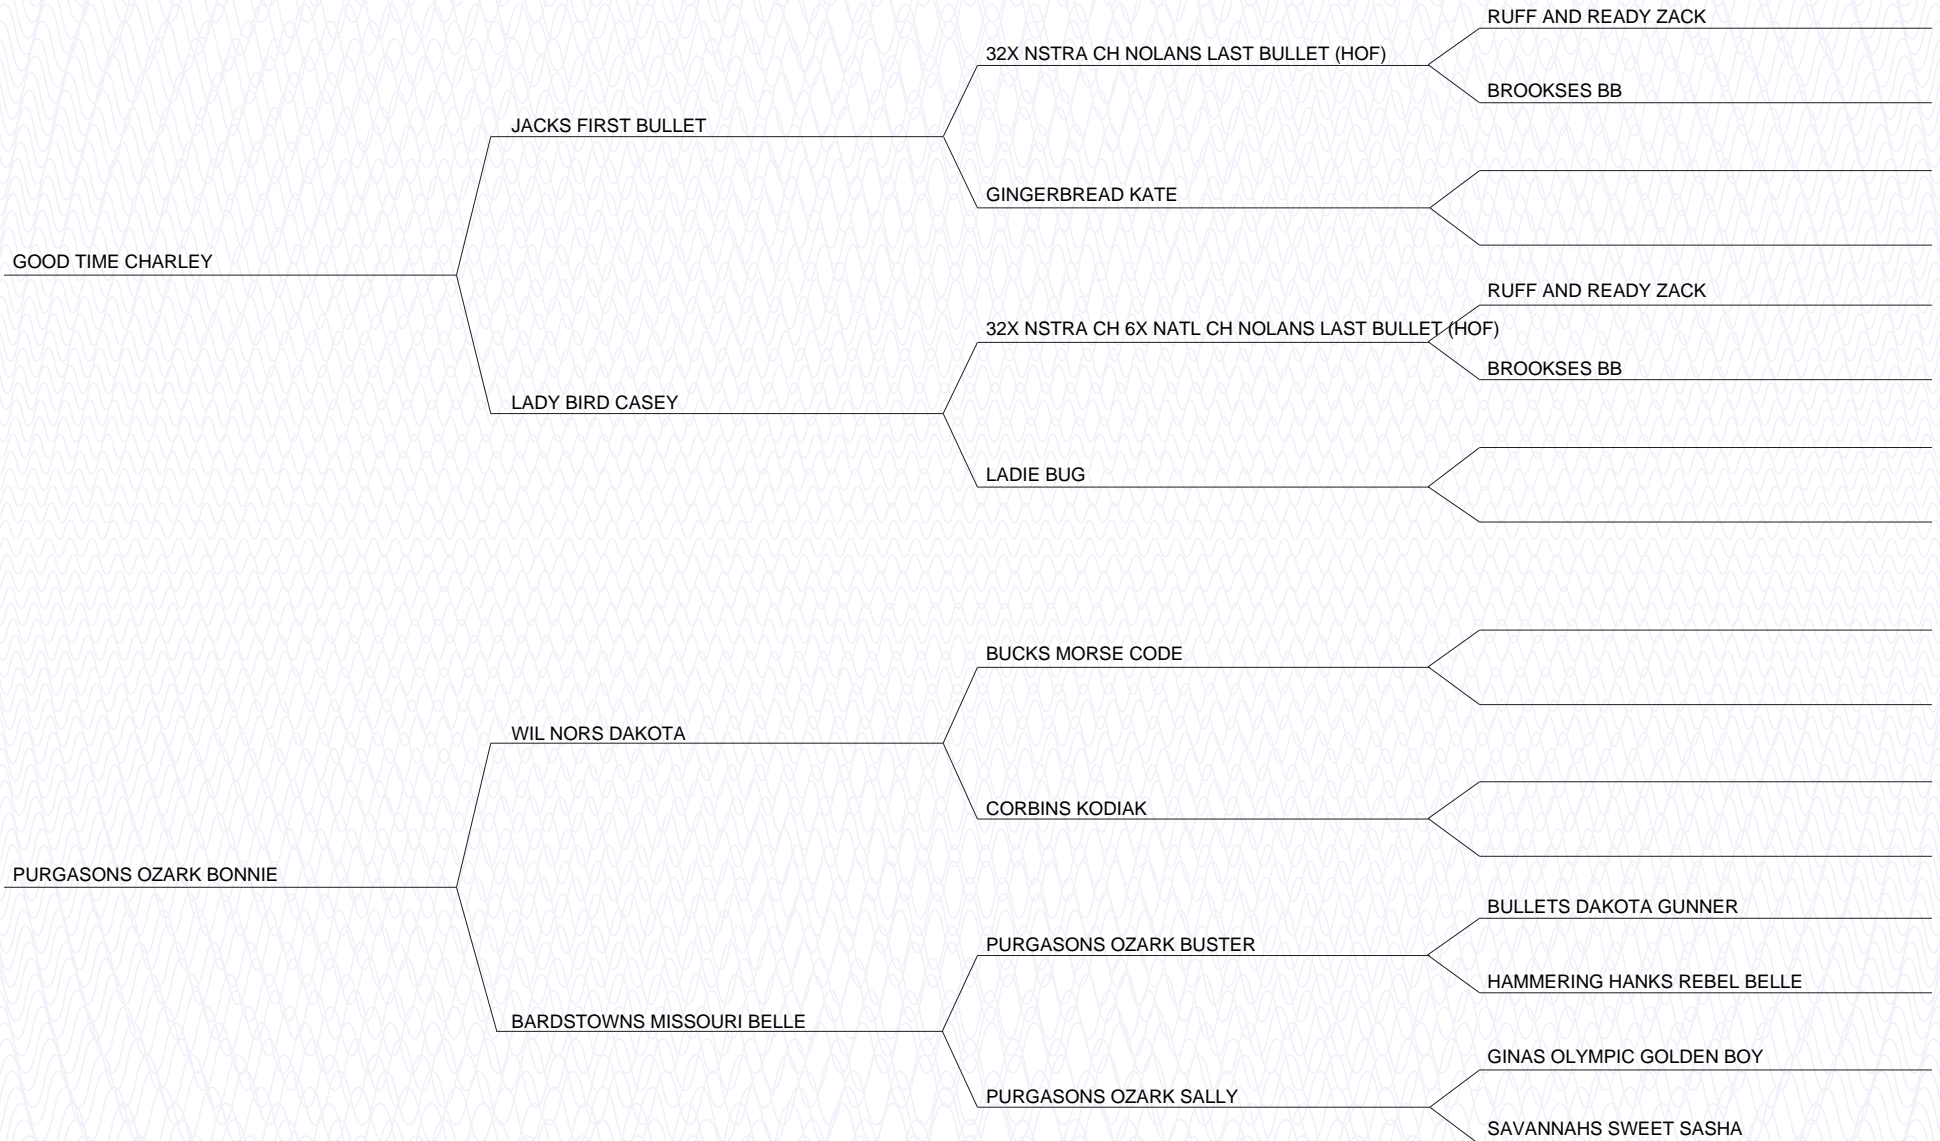 RUFF AND READY ZACK
32X NSTRA CH NOLANS LAST BULLET (HOF)
BROOKSES BB
JACKS FIRST BULLET
GINGERBREAD KATE
GOOD TIME CHARLEY
RUFF AND READY ZACK
32X NSTRA CH 6X NATL CH NOLANS LAST BULLET (HOF)
BROOKSES BB
LADY BIRD CASEY
LADIE BUG
BUCKS MORSE CODE
WIL NORS DAKOTA
CORBINS KODIAK
PURGASONS OZARK BONNIE
BULLETS DAKOTA GUNNER
PURGASONS OZARK BUSTER
HAMMERING HANKS REBEL BELLE
BARDSTOWNS MISSOURI BELLE
GINAS OLYMPIC GOLDEN BOY
PURGASONS OZARK SALLY
SAVANNAHS SWEET SASHA